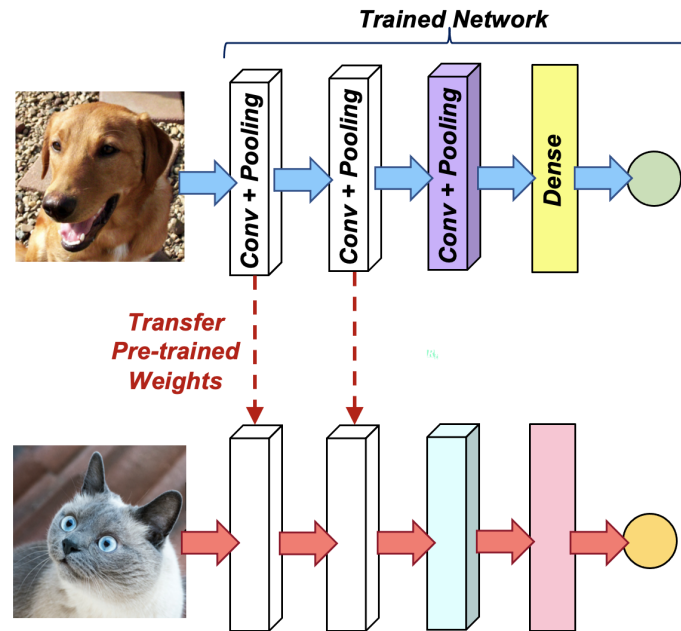 Trained Network
Conv + Pooling
Conv + Pooling
Conv + Pooling
Dense
Transfer
Pre-trained
Weights